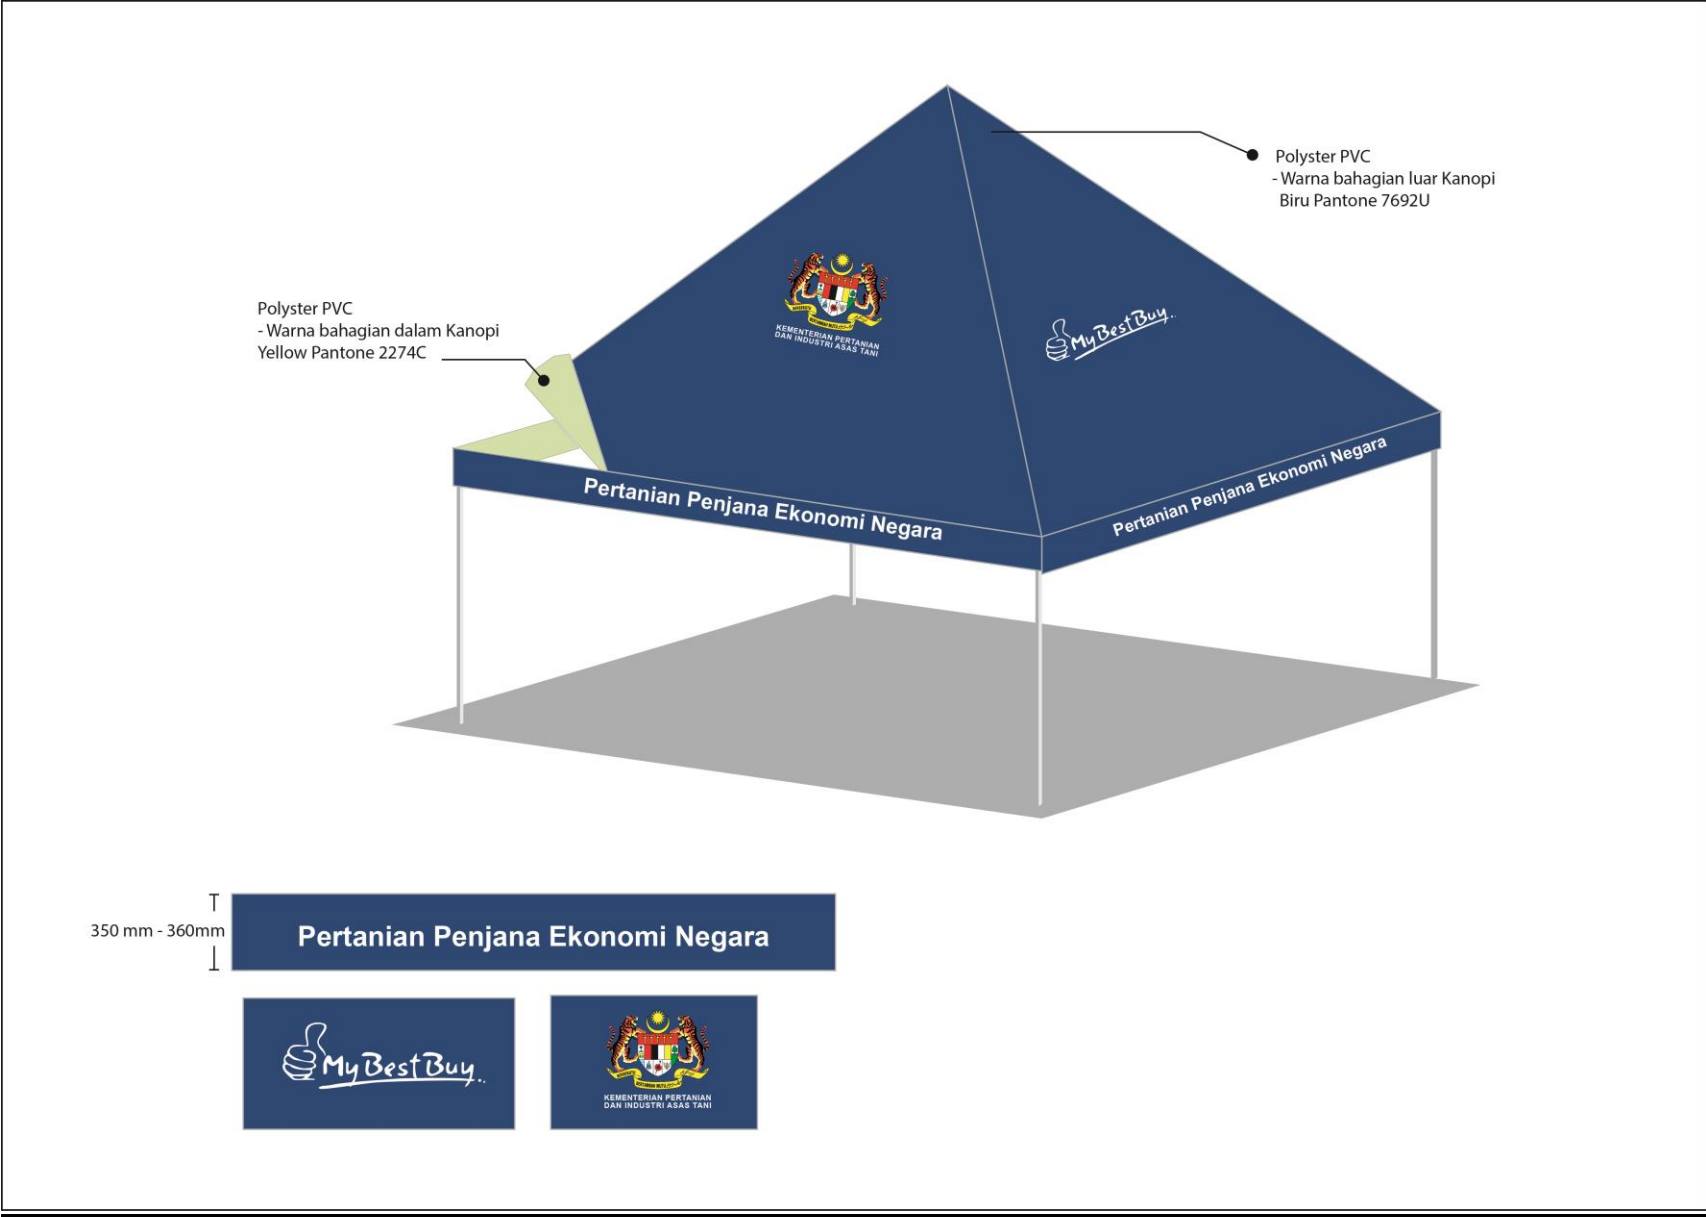 Polyster PVC
- Warna bahagian luar Kanopi
Biru Pantone 7692U
KEMENTERIAN PERTANIAN
DAN INDUSTRI ASAS TANI
MyBestBuy..
Polyster PVC
- Warna bahagian dalam Kanopi
Yellow Pantone 2274C
Pertanian Penjana Ekonomi Negara
Pertanian Penjana Ekonomi Negara
350 mm - 360mm
Pertanian Penjana Ekonomi Negara
MyBestBuy..
KEMENTERIAN PERTANIAN
DAN INDUSTRI ASAS TANI